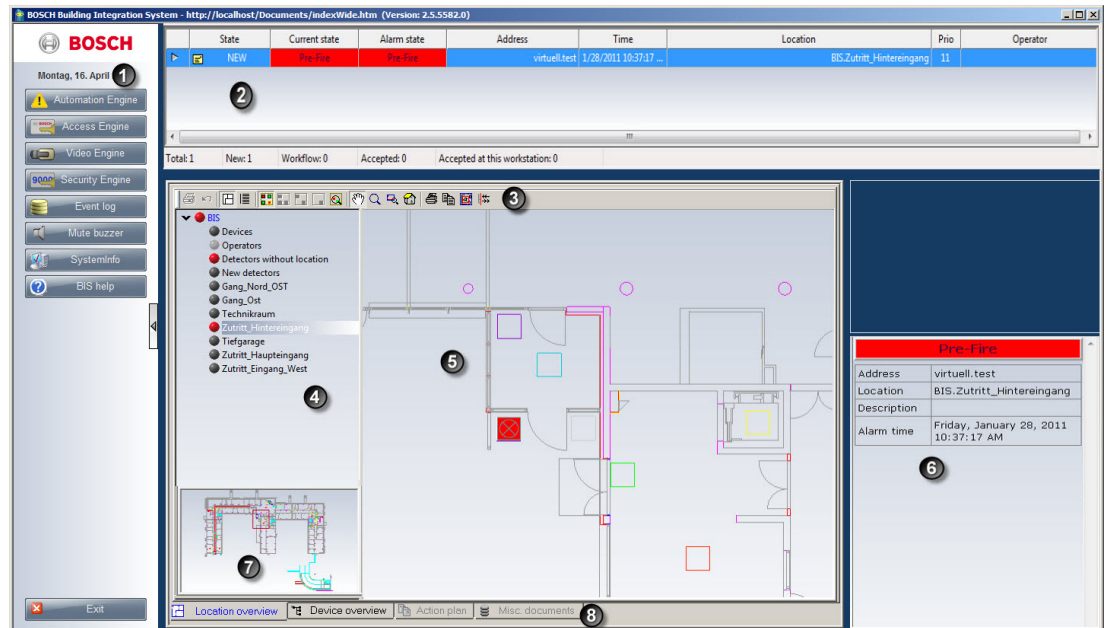 BOSCH Building Integration System - http://localhost/Documents/indexWide.htm (Version: 2.5.5582.0)
BOSCH
Montag, 16. April
1
Automation Engine
Access Engine
Video Engine
9000 Security Engine
Event log
Mute buzzer
SystemInfo
BIS help
Exit
State Current state Alarm state Address Time Location Prio Operator
NEW Pre-Fire Pre-Fire virtuell.test 1/28/2011 10:37:17 ... BIS.Zutritt_Hintereingang 11
2
Total: 1 New: 1 Workflow: 0 Accepted: 0 Accepted at this workstation: 0
3
BIS
Devices
Operators
Detectors without location
New detectors
Gang_Nord_OST
Gang_Ost
Technikraum
Zutritt_Hintereingang
Tiefgarage
Zutritt_Haupteingang
Zutritt_Eingang_West
4
5
7
Location overview Device overview Action plan Misc. documents
8
Pre-Fire
Address virtuell.test
Location BIS.Zutritt_Hintereingang
Description
Alarm time Friday, January 28, 2011
10:37:17 AM
6